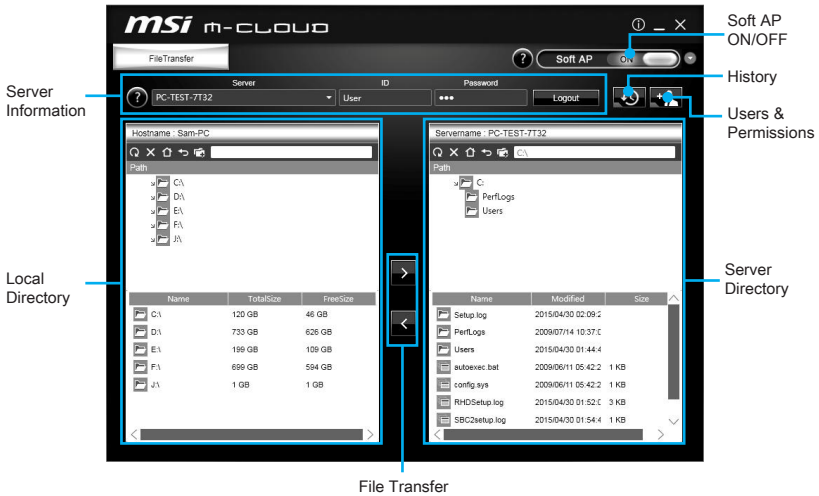 msi M-CLOUD
Soft AP
ON/OFF
FileTransfer
? Soft AP ON
History
Server
Information
Server ID Password
? PC-TEST-7T32 User ••• Logout
Users &
Permissions
Hostname : Sam-PC
Path
C:\
D:\
E:\
F:\
J:\
Servername : PC-TEST-7T32
C:\
Path
C:
PerfLogs
Users
Local
Directory
Server
Directory
Name TotalSize FreeSize
C:\ 120 GB 46 GB
D:\ 733 GB 626 GB
E:\ 199 GB 109 GB
F:\ 699 GB 594 GB
J:\ 1 GB 1 GB
Name Modified Size
Setup.log 2015/04/30 02:09:2
PerfLogs 2009/07/14 10:37:0
Users 2015/04/30 01:44:4
autoexec.bat 2009/06/11 05:42:2 1 KB
config.sys 2009/06/11 05:42:2 1 KB
RHDSetup.log 2015/04/30 01:52:0 3 KB
SBC2setup.log 2015/04/30 01:54:4 1 KB
File Transfer